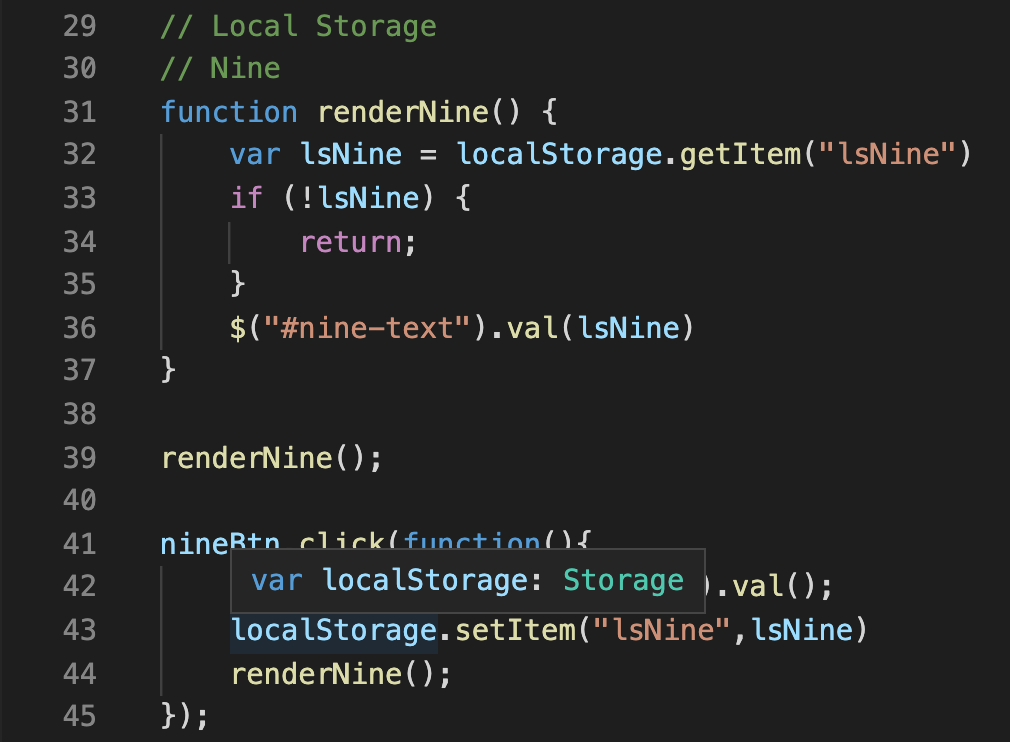 29 // Local Storage
30 // Nine
31 function renderNine() {
32 var lsNine = localStorage.getItem("lsNine")
33 if (!lsNine) {
34 return;
35 }
36 $("#nine-text").val(lsNine)
37 }
38
39 renderNine();
40
41 nineBtn.click(function(){
var localStorage: Storage
42 ).val();
43 localStorage.setItem("lsNine",lsNine)
44 renderNine();
45 });